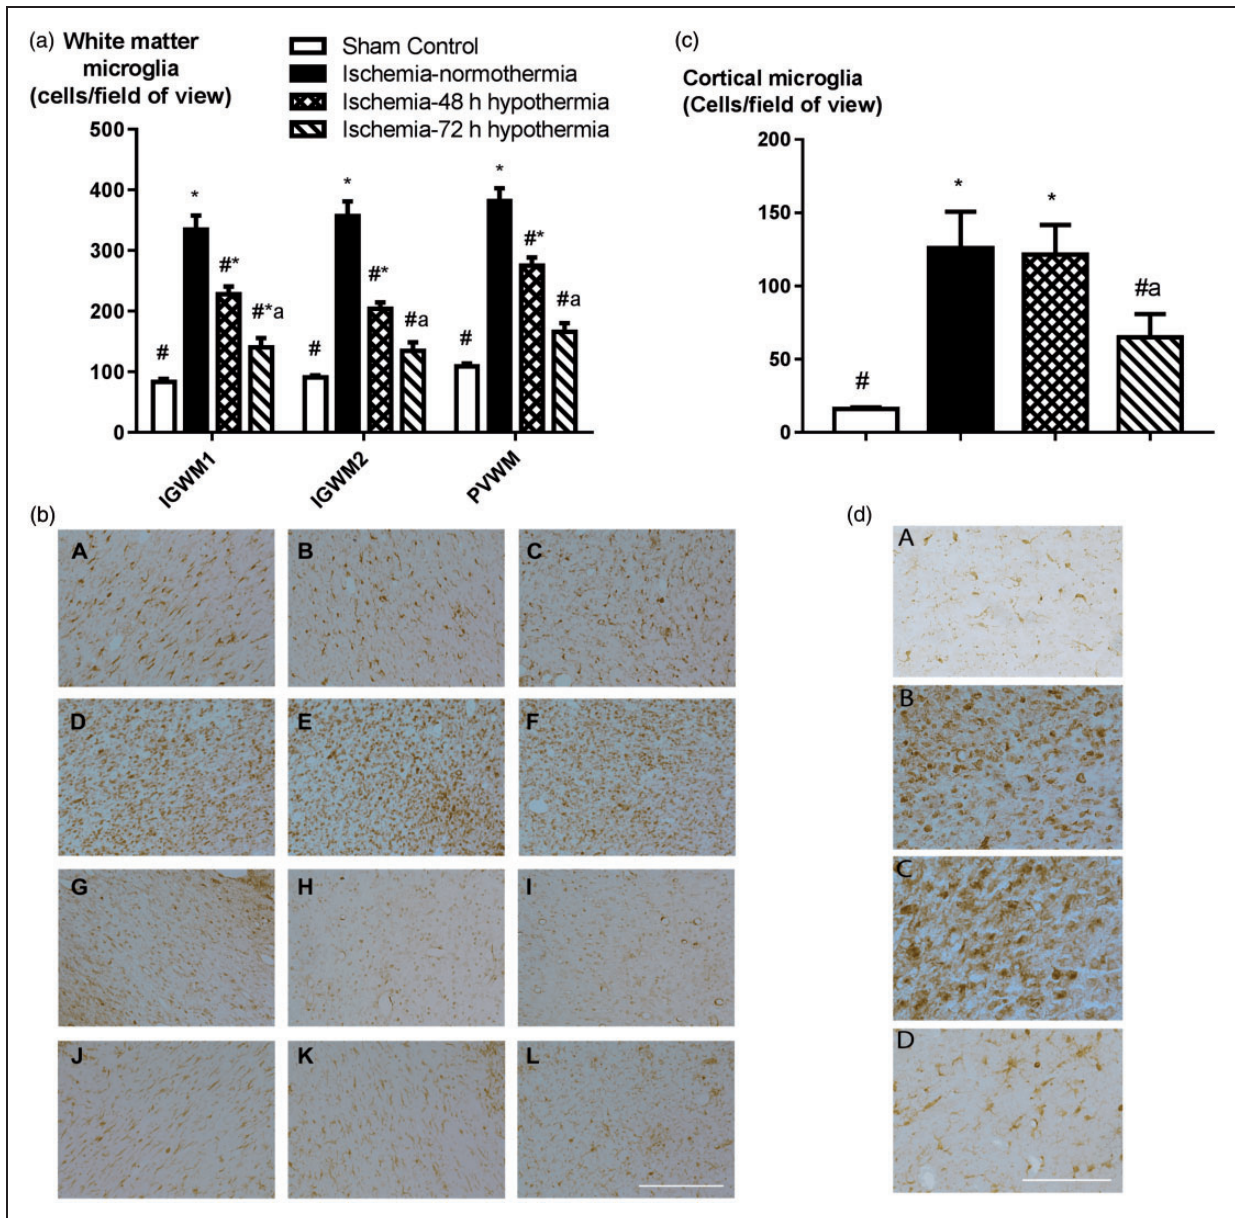 (a) White matter
microglia
(cells/field of view)
Sham Control
Ischemia-normothermia
Ischemia-48 h hypothermia
Ischemia-72 h hypothermia
500
400
300
200
100
0
#
*
#*
#*a
#
*
#*
#a
#
*
#*
#a
IGWM1
IGWM2
PVWM
(c)
Cortical microglia
(Cells/field of view)
200
150
100
50
0
#
*
*
#a
(b)
A
B
C
D
E
F
G
H
I
J
K
L
(d)
A
B
C
D